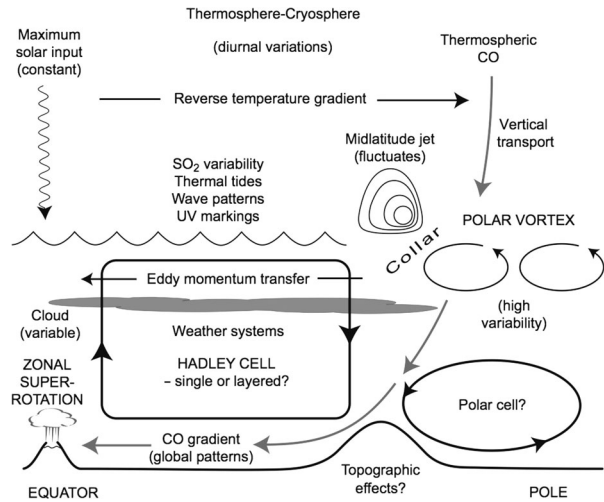 Thermosphere-Cryosphere
(diurnal variations)
Maximum
solar input
(constant)
Thermospheric
CO
Reverse temperature gradient
Vertical
transport
Midlatitude jet
(fluctuates)
SO2 variability
Thermal tides
Wave patterns
UV markings
POLAR VORTEX
Collar
Eddy momentum transfer
(high
variability)
Cloud
(variable)
Weather systems
HADLEY CELL
– single or layered?
ZONAL
SUPER-
ROTATION
Polar cell?
CO gradient
(global patterns)
Topographic
effects?
EQUATOR
POLE